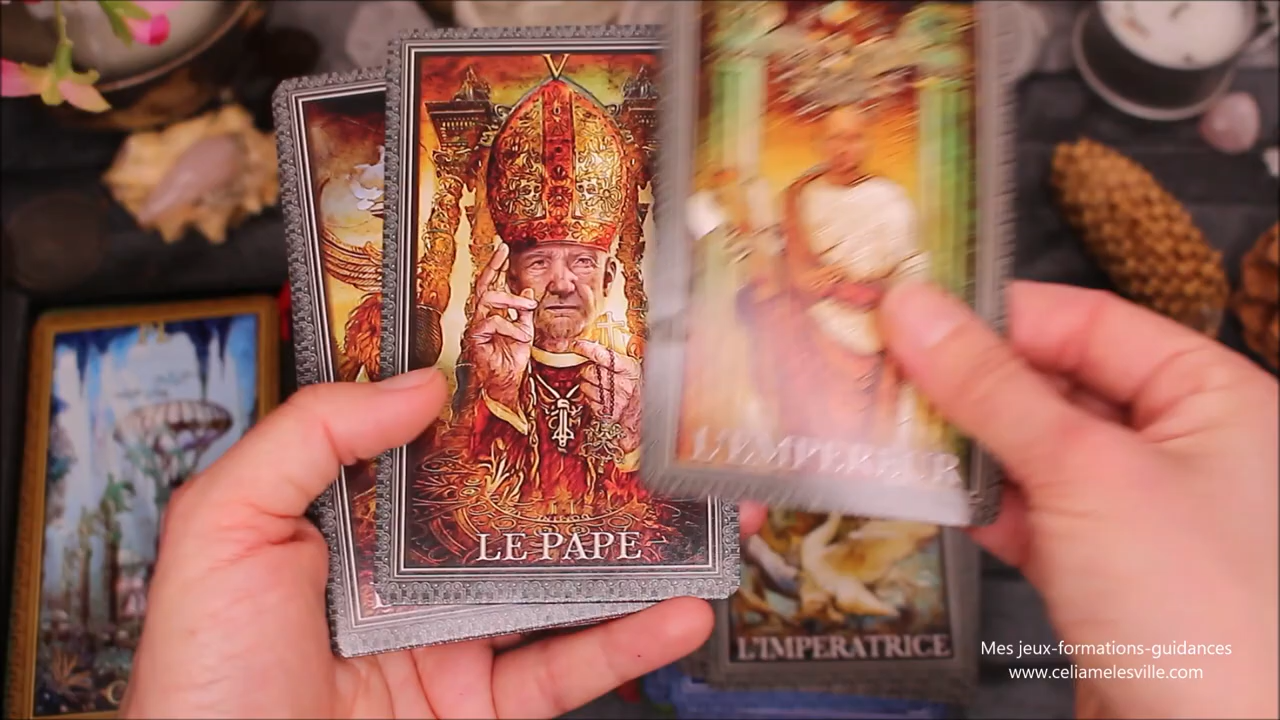 V
LE PAPE
L'EMPEREUR
L'IMPERATRICE
Mes jeux-formations-guidances
www.celiamelesville.com